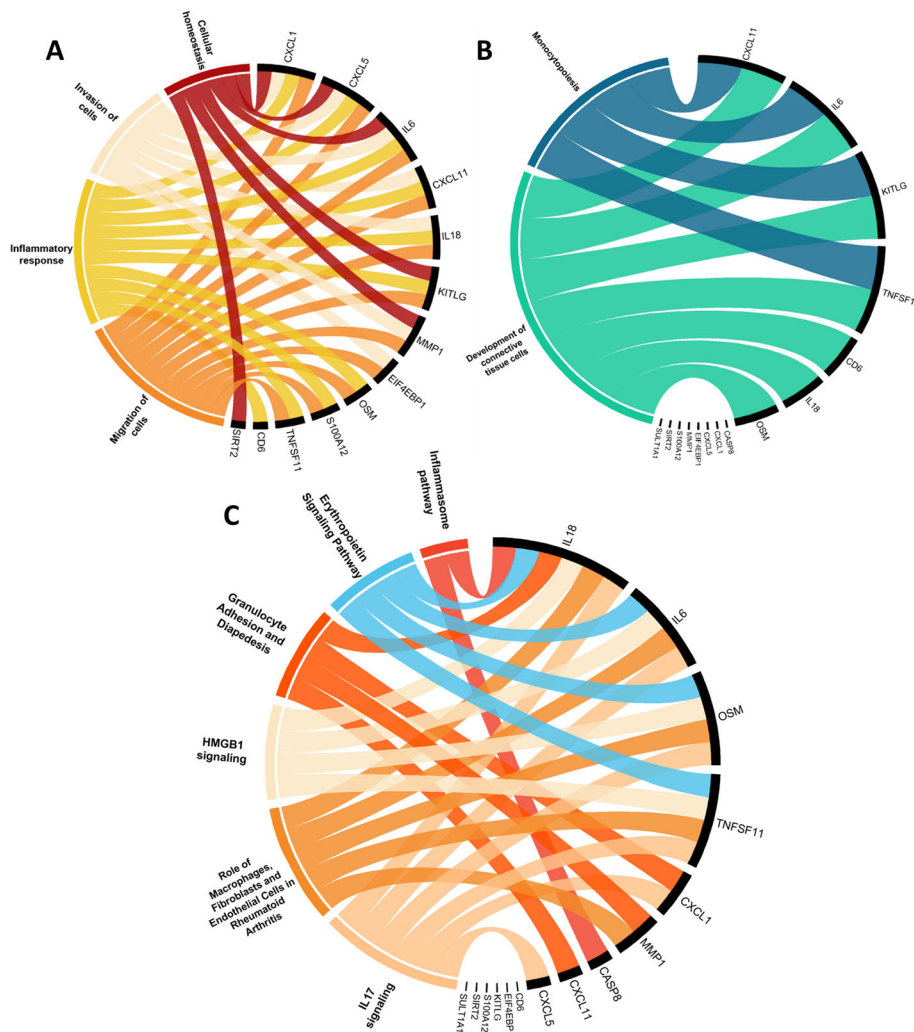 A
Cellular
homeostasis
Invasion of
cells
Inflammatory
response
Migration of
cells
CXCL1
CXCL5
IL6
CXCL11
IL18
KITLG
MMP1
EIF4EBP1
OSM
S100A12
TNFSF11
CD6
SIRT2
B
Monocytopoiesis
Development of
connective
tissue cells
CXCL11
IL6
KITLG
TNFSF1
CD6
IL18
OSM
CASP8
CXCL1
CXCL5
EIF4EBP1
MMP1
S100A12
SIRT2
SULT1A1
C
Inflammasome
pathway
Erythropoietin
Signaling Pathway
Granulocyte
Adhesion and
Diapedesis
HMGB1
signaling
Role of
Macrophages,
Fibroblasts and
Endothelial Cells in
Rheumatoid
Arthritis
IL17
signaling
IL18
IL6
OSM
TNFSF11
CXCL1
MMP1
CASP8
CXCL11
CXCL5
CD6
EIF4EBP
KITLG
S100A12
SIRT2
SULT1A1